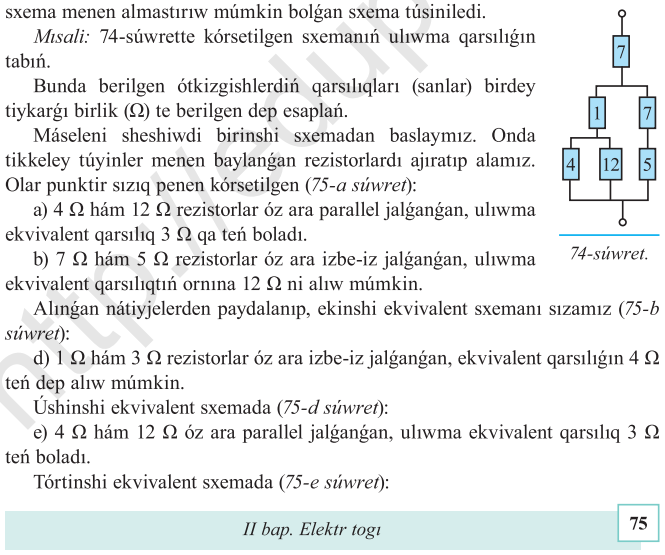 sxema menen almastırıw múmkin bolǵan sxema túsiniledi.
Mısali: 74-súwrette kórsetilgen sxemanıń ulıwma qarsılıǵın
tabıń.
Bunda berilgen ótkizgishlerdiń qarsılıqları (sanlar) birdey
tiykarǵı birlik (Ω) te berilgen dep esaplań.
Máseleni sheshiwdi birinshi sxemadan baslaymız. Onda
tikkeley túyinler menen baylanǵan rezistorlardı ajıratıp alamız.
Olar punktir sızıq penen kórsetilgen (75-a súwret):
a) 4 Ω hám 12 Ω rezistorlar óz ara parallel jalǵanǵan, ulıwma
ekvivalent qarsılıq 3 Ω qa teń boladı.
b) 7 Ω hám 5 Ω rezistorlar óz ara izbe-iz jalǵanǵan, ulıwma
ekvivalent qarsılıqtıń ornına 12 Ω ni alıw múmkin.
7
1 7
4 12 5
74-súwret.
Alınǵan nátiyjelerden paydalanıp, ekinshi ekvivalent sxemanı sızamız (75-b
súwret):
d) 1 Ω hám 3 Ω rezistorlar óz ara izbe-iz jalǵanǵan, ekvivalent qarsılıǵın 4 Ω
teń dep alıw múmkin.
Úshinshi ekvivalent sxemada (75-d súwret):
e) 4 Ω hám 12 Ω óz ara parallel jalǵanǵan, ulıwma ekvivalent qarsılıq 3 Ω
teń boladı.
Tórtinshi ekvivalent sxemada (75-e súwret):
II bap. Elektr togı
75
http://edup